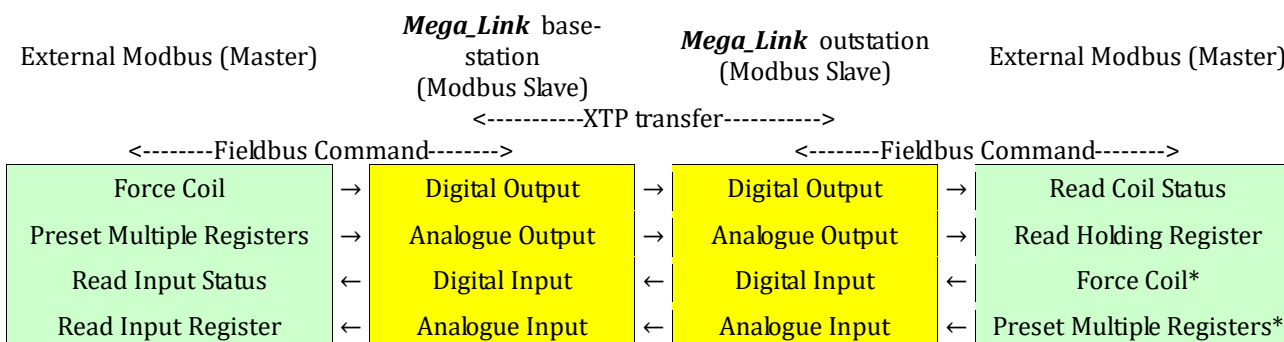 External Modbus (Master) Mega_Link base-station (Modbus Slave) Mega_Link outstation (Modbus Slave) External Modbus (Master)
<-----------XTP transfer----------->
<--------Fieldbus Command--------> <--------Fieldbus Command-------->
Force Coil → Digital Output → Digital Output → Read Coil Status
Preset Multiple Registers → Analogue Output → Analogue Output → Read Holding Register
Read Input Status ← Digital Input ← Digital Input ← Force Coil*
Read Input Register ← Analogue Input ← Analogue Input ← Preset Multiple Registers*